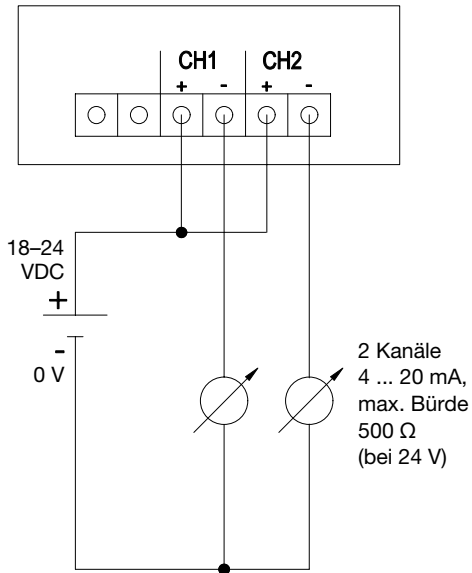 CH1 CH2
+ - + -
18–24
VDC
+
-
0 V
2 Kanäle
4 ... 20 mA,
max. Bürde
500 Ω
(bei 24 V)